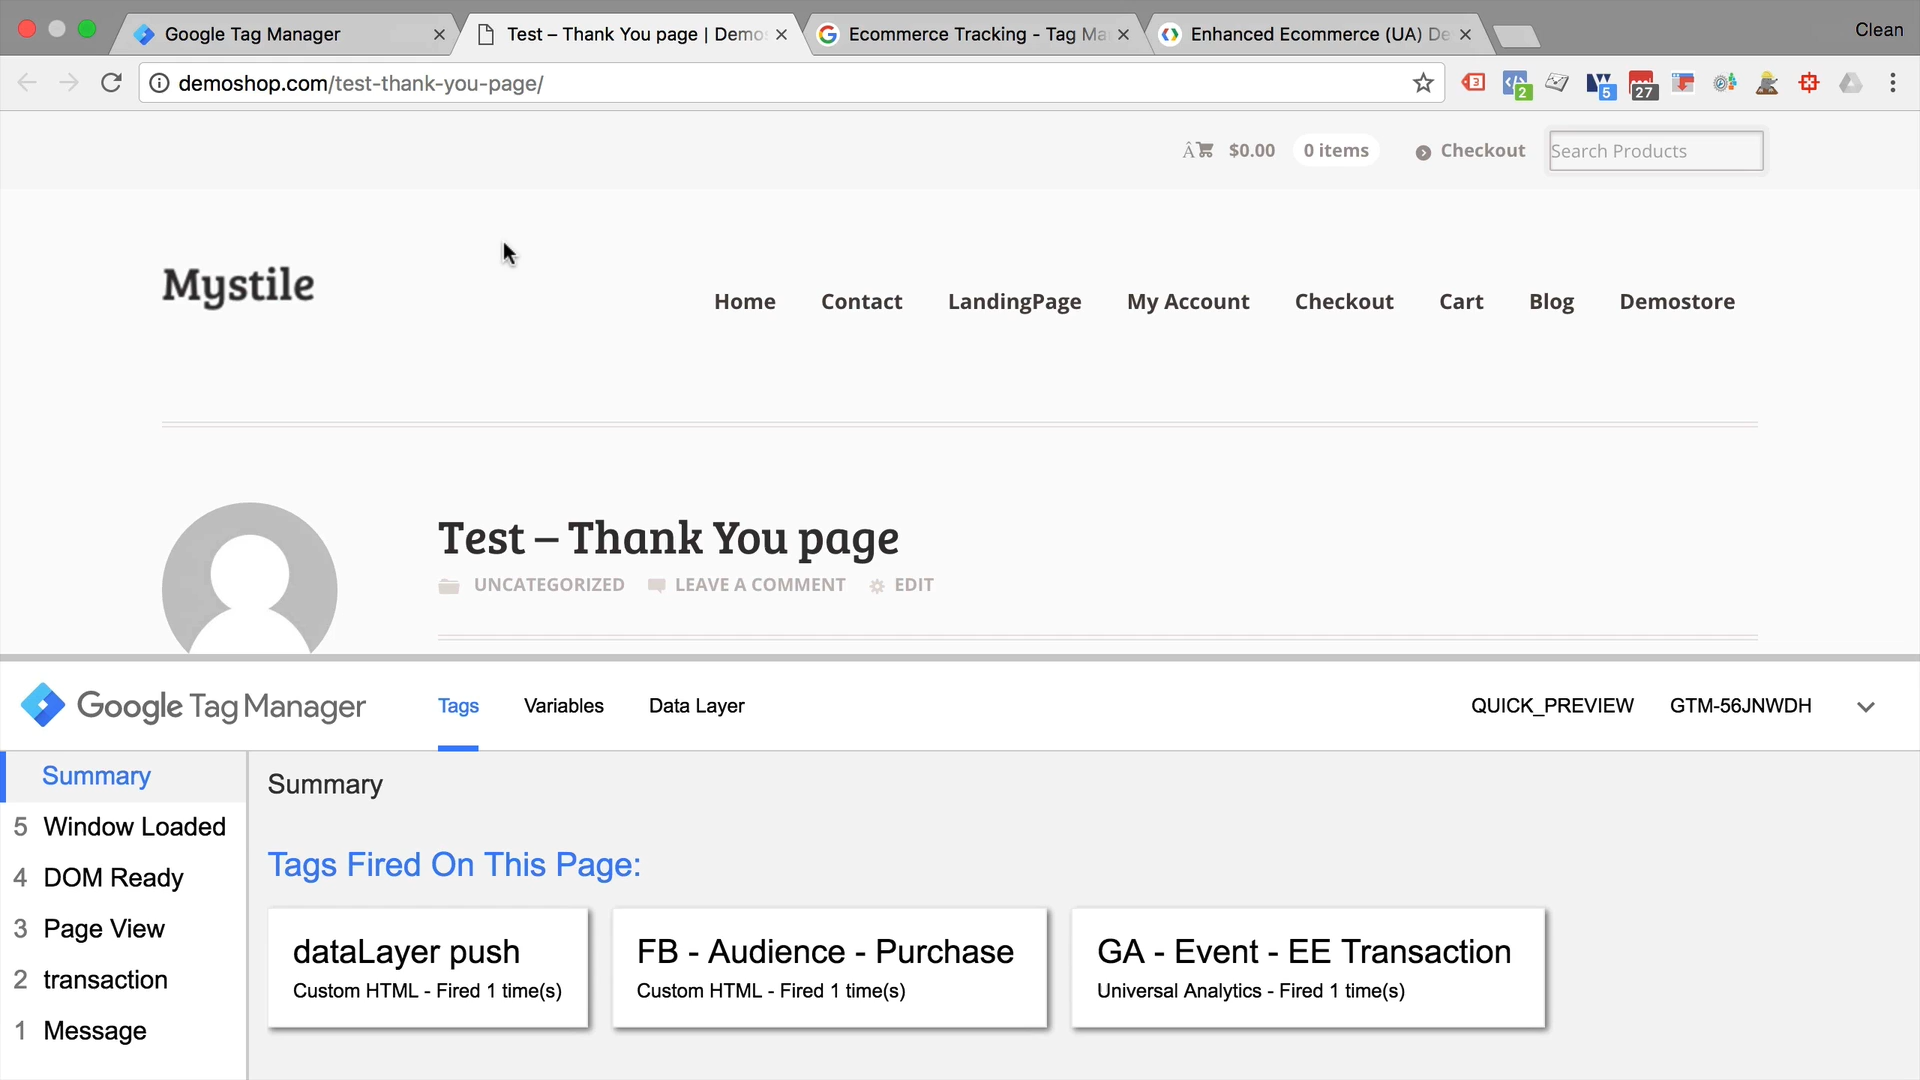 Google Tag Manager
Test – Thank You page | Demo
Ecommerce Tracking - Tag Ma
Enhanced Ecommerce (UA) De
Clean
demoshop.com/test-thank-you-page/
3
2
5
27
Â $0.00 0 items Checkout Search Products
Mystile
Home Contact LandingPage My Account Checkout Cart Blog Demostore
Test – Thank You page
UNCATEGORIZED LEAVE A COMMENT EDIT
Google Tag Manager Tags Variables Data Layer QUICK_PREVIEW GTM-56JNWDH
Summary
5 Window Loaded
4 DOM Ready
3 Page View
2 transaction
1 Message
Summary
Tags Fired On This Page:
dataLayer push
Custom HTML - Fired 1 time(s)
FB - Audience - Purchase
Custom HTML - Fired 1 time(s)
GA - Event - EE Transaction
Universal Analytics - Fired 1 time(s)